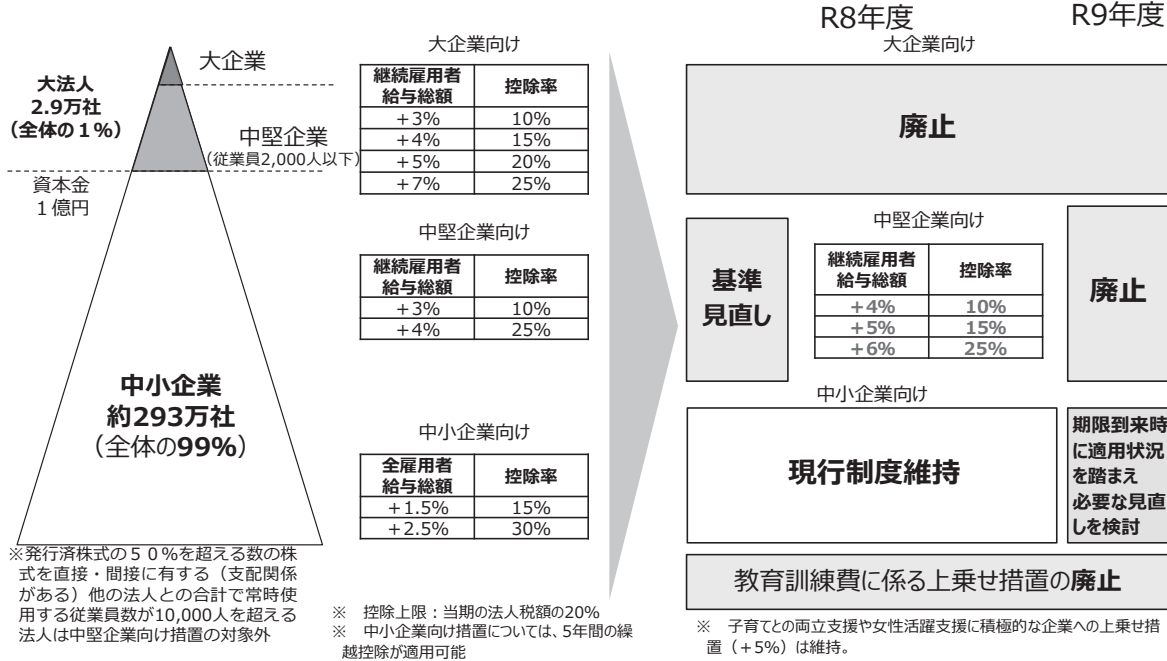 R8年度
R9年度
大企業
大法人
2.9万社
（全体の１%）
中堅企業
（従業員2,000人以下）
資本金
１億円
中小企業
約293万社
（全体の99%）
※発行済株式の５０%を超える数の株
式を直接・間接に有する（支配関係
がある）他の法人との合計で常時使
用する従業員数が10,000人を超える
法人は中堅企業向け措置の対象外
大企業向け
継続雇用者
給与総額
控除率
+3% 10%
+4% 15%
+5% 20%
+7% 25%
中堅企業向け
継続雇用者
給与総額
控除率
+3% 10%
+4% 25%
中小企業向け
全雇用者
給与総額
控除率
+1.5% 15%
+2.5% 30%
※　控除上限：当期の法人税額の20%
※　中小企業向け措置については、5年間の繰
越控除が適用可能
大企業向け
廃止
中堅企業向け
基準
見直し
継続雇用者
給与総額
控除率
+4% 10%
+5% 15%
+6% 25%
廃止
中小企業向け
現行制度維持
期限到来時
に適用状況
を踏まえ
必要な見直
しを検討
教育訓練費に係る上乗せ措置の廃止
※　子育てとの両立支援や女性活躍支援に積極的な企業への上乗せ措
置（+5%）は維持。